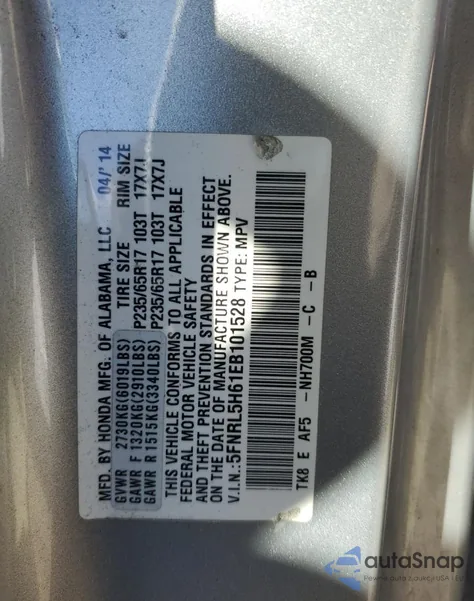 MFD. BY HONDA MFG. OF ALABAMA, LLC 04/'14
GVWR 2730KG(6019LBS) TIRE SIZE RIM SIZE
GAWR F 1320KG(2910LBS) P235/65R17 103T 17X7J
GAWR R 1515KG(3340LBS) P235/65R17 103T 17X7J
THIS VEHICLE CONFORMS TO ALL APPLICABLE
FEDERAL MOTOR VEHICLE SAFETY
AND THEFT PREVENTION STANDARDS IN EFFECT
ON THE DATE OF MANUFACTURE SHOWN ABOVE.
V.I.N.:5FNRL5H61EB101528 TYPE: MPV
TK8 E AF5 -NH700M -C -B
autaSnap